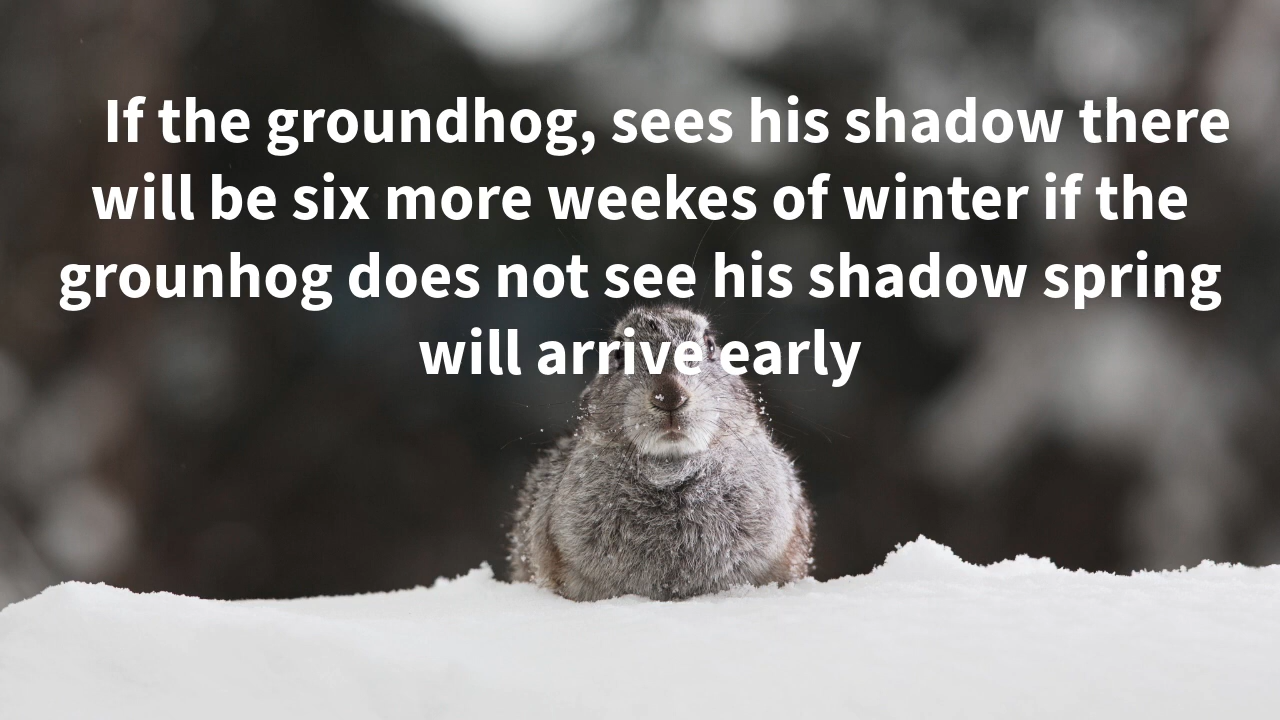 If the groundhog, sees his shadow there
will be six more weekes of winter if the
grounhog does not see his shadow spring
will arrive early